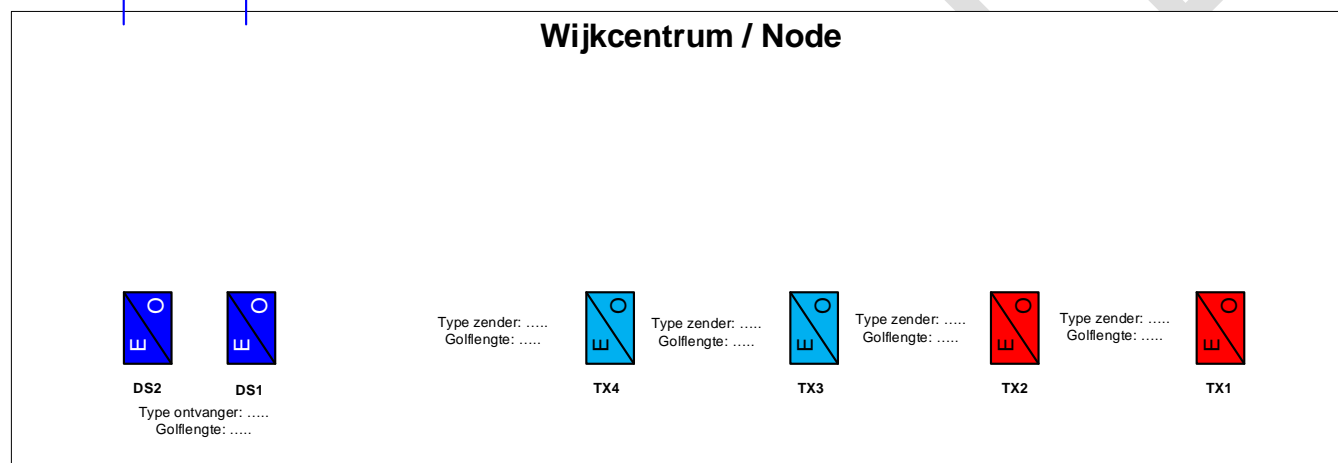 Wijkcentrum / Node
O
E
DS2
O
E
DS1
Type ontvanger: …..
Golflengte: …..
Type zender: …..
Golflengte: …..
O
E
TX4
Type zender: …..
Golflengte: …..
O
E
TX3
Type zender: …..
Golflengte: …..
O
E
TX2
Type zender: …..
Golflengte: …..
O
E
TX1